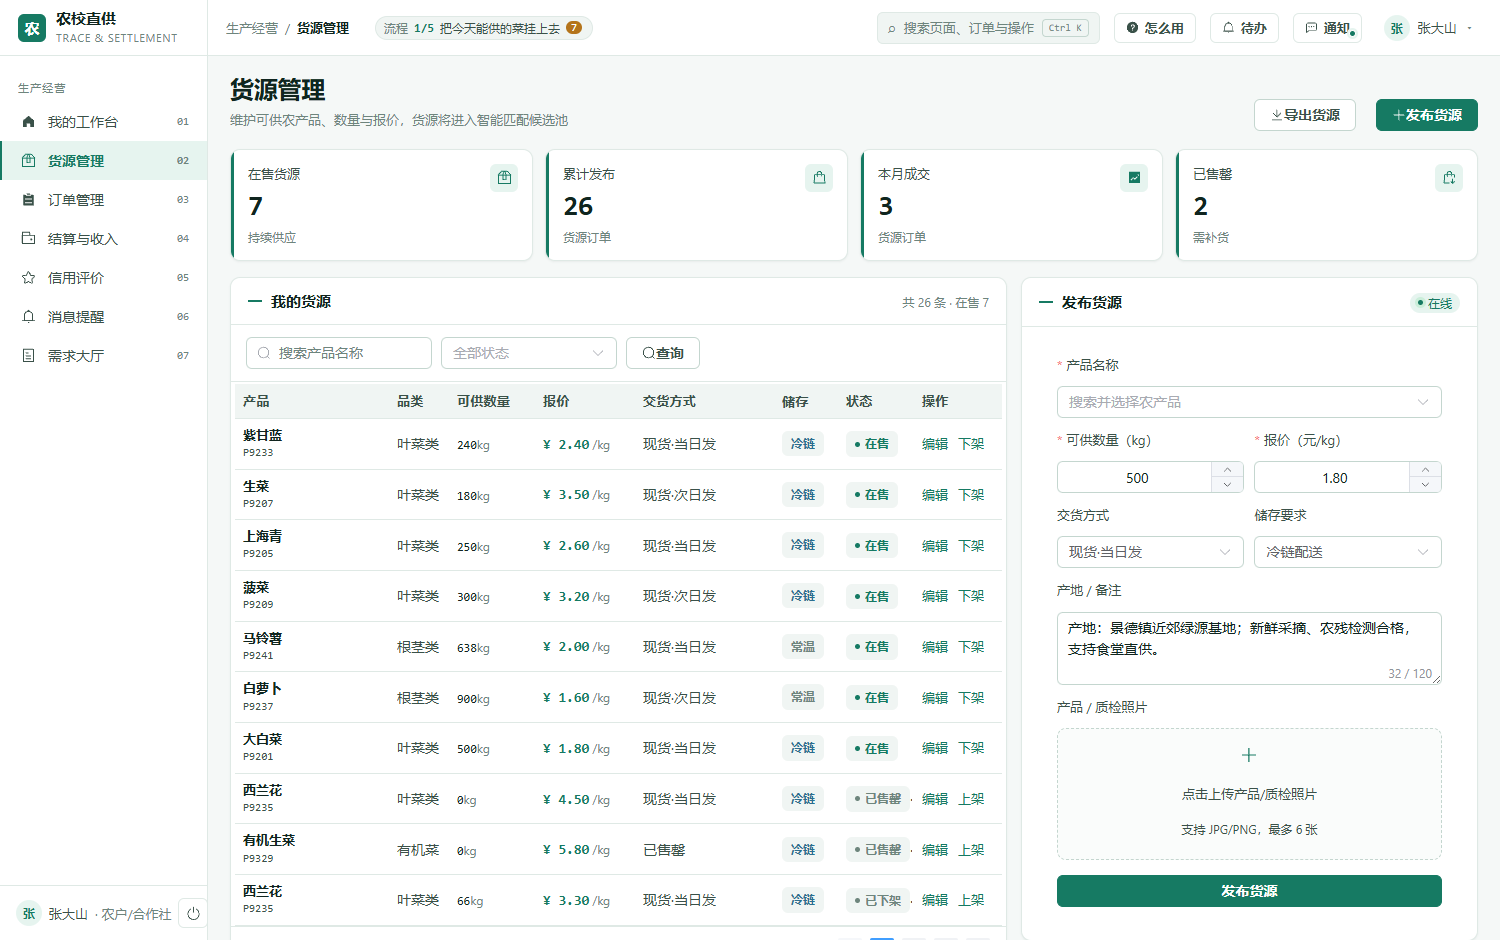 农
农校直供
TRACE & SETTLEMENT
生产经营 / 货源管理
流程 1/5 把今天能供的菜挂上去 7
搜索页面、订单与操作 Ctrl K
怎么用
待办
通知
张 张大山
生产经营
我的工作台 01
货源管理 02
订单管理 03
结算与收入 04
信用评价 05
消息提醒 06
需求大厅 07
张 张大山 · 农户/合作社
货源管理
维护可供农产品、数量与报价，货源将进入智能匹配候选池
导出货源
发布货源
在售货源
7
持续供应
累计发布
26
货源订单
本月成交
3
货源订单
已售罄
2
需补货
我的货源
共 26 条 · 在售 7
搜索产品名称
全部状态
查询
产品 品类 可供数量 报价 交货方式 储存 状态 操作
紫甘蓝
P9233
叶菜类 240kg ¥ 2.40/kg 现货·当日发 冷链 在售 编辑 下架
生菜
P9207
叶菜类 180kg ¥ 3.50/kg 现货·次日发 冷链 在售 编辑 下架
上海青
P9205
叶菜类 250kg ¥ 2.60/kg 现货·当日发 冷链 在售 编辑 下架
菠菜
P9209
叶菜类 300kg ¥ 3.20/kg 现货·次日发 冷链 在售 编辑 下架
马铃薯
P9241
根茎类 638kg ¥ 2.00/kg 现货·当日发 常温 在售 编辑 下架
白萝卜
P9237
根茎类 900kg ¥ 1.60/kg 现货·次日发 常温 在售 编辑 下架
大白菜
P9201
叶菜类 500kg ¥ 1.80/kg 现货·当日发 冷链 在售 编辑 下架
西兰花
P9235
叶菜类 0kg ¥ 4.50/kg 现货·当日发 冷链 已售罄 编辑 上架
有机生菜
P9329
有机菜 0kg ¥ 5.80/kg 已售罄 冷链 已售罄 编辑 上架
西兰花
P9235
叶菜类 66kg ¥ 3.30/kg 现货·当日发 冷链 已下架 编辑 上架
发布货源
在线
* 产品名称
搜索并选择农产品
* 可供数量（kg）
* 报价（元/kg）
500
1.80
交货方式
储存要求
现货·当日发
冷链配送
产地 / 备注
产地：景德镇近郊绿源基地；新鲜采摘、农残检测合格，
支持食堂直供。
32 / 120
产品 / 质检照片
点击上传产品/质检照片
支持 JPG/PNG，最多 6 张
发布货源